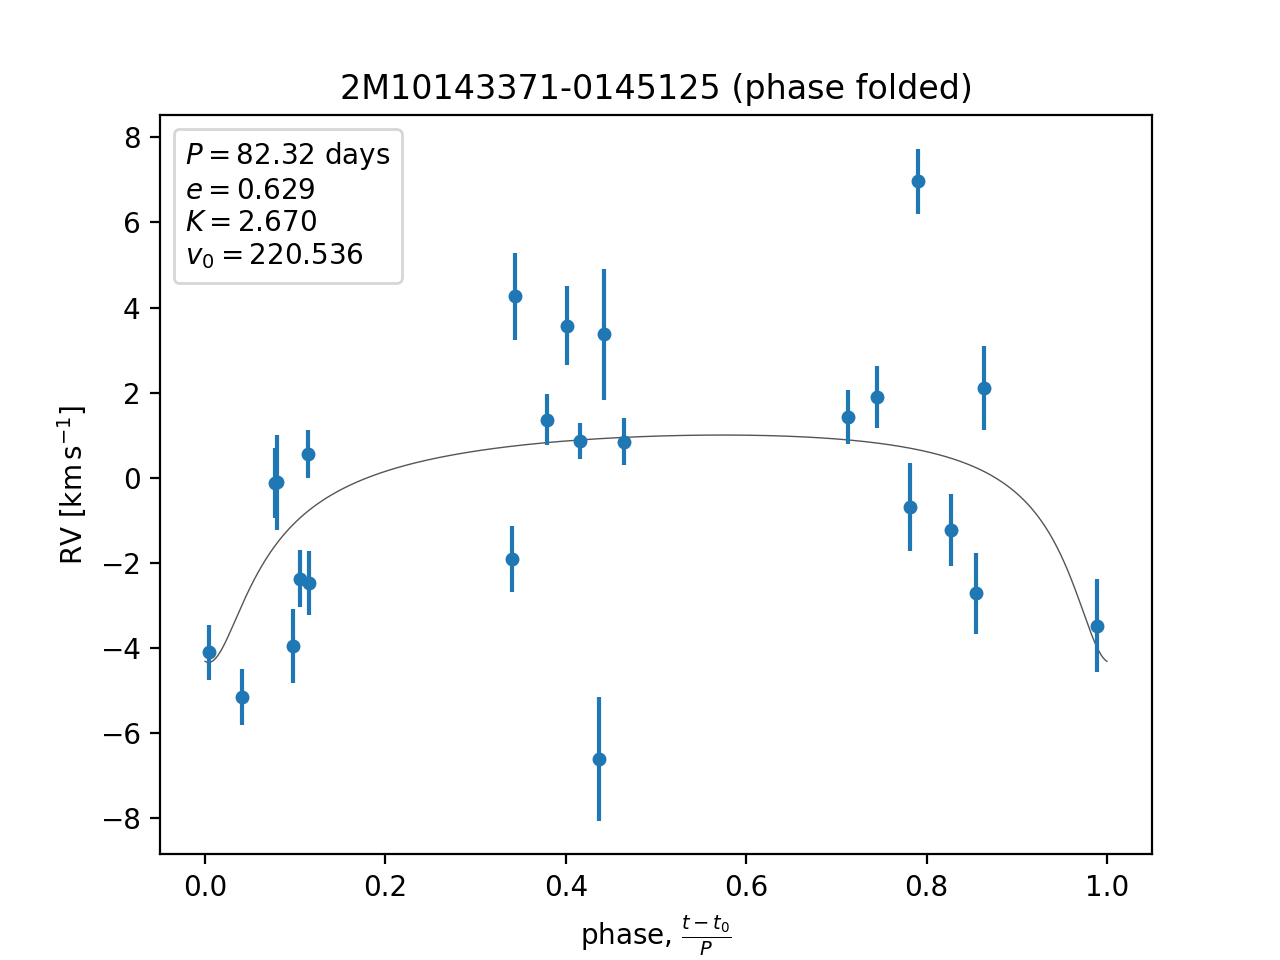 2M10143371-0145125 (phase folded)
P = 82.32 days
e = 0.629
K = 2.670
v₀ = 220.536
8
6
4
2
0
−2
−4
−6
−8
RV [km s⁻¹]
0.0 0.2 0.4 0.6 0.8 1.0
phase, (t − t₀)/P